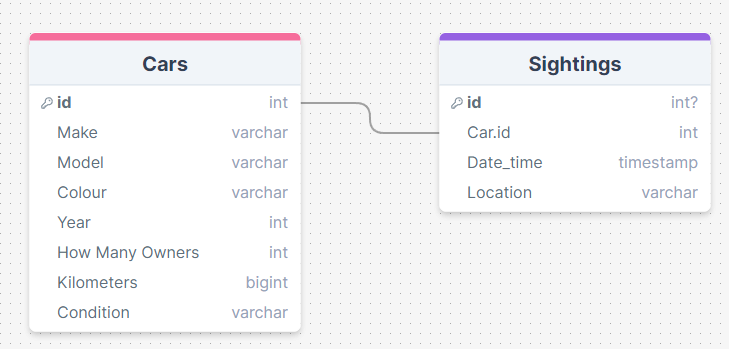 Cars
id int
Make varchar
Model varchar
Colour varchar
Year int
How Many Owners int
Kilometers bigint
Condition varchar
Sightings
id int?
Car.id int
Date_time timestamp
Location varchar